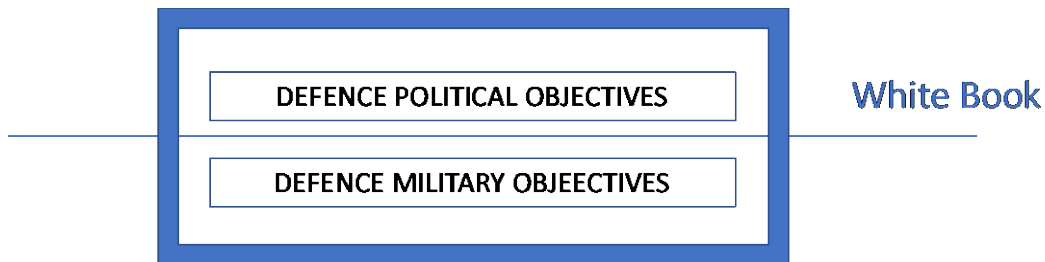 DEFENCE POLITICAL OBJECTIVES
White Book
DEFENCE MILITARY OBJEECTIVES